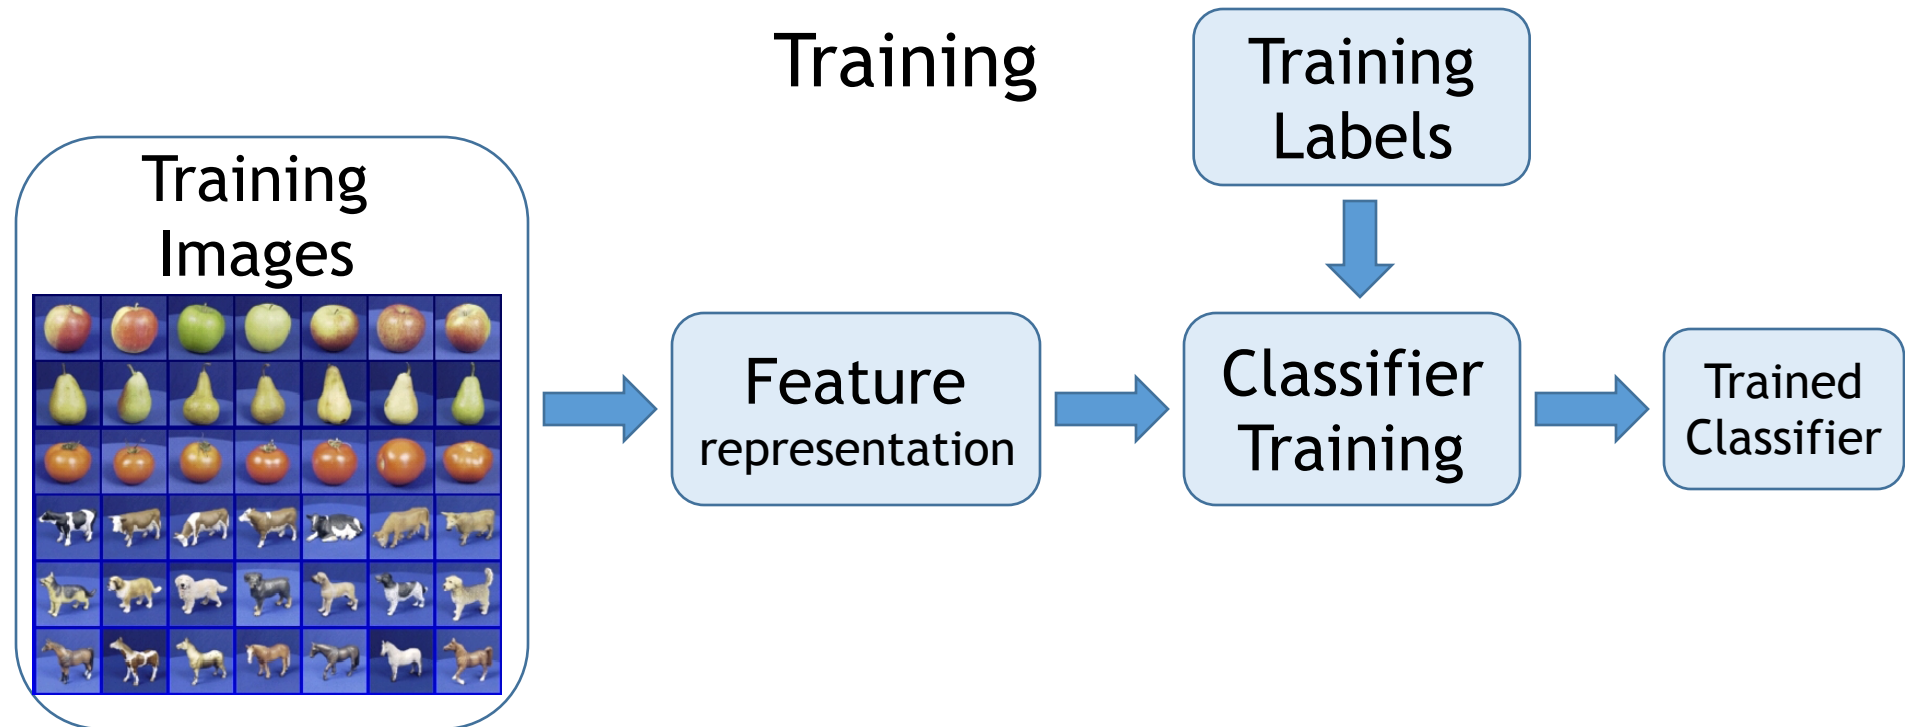 Training
Training
Labels
Training
Images
Feature
representation
Classifier
Training
Trained
Classifier